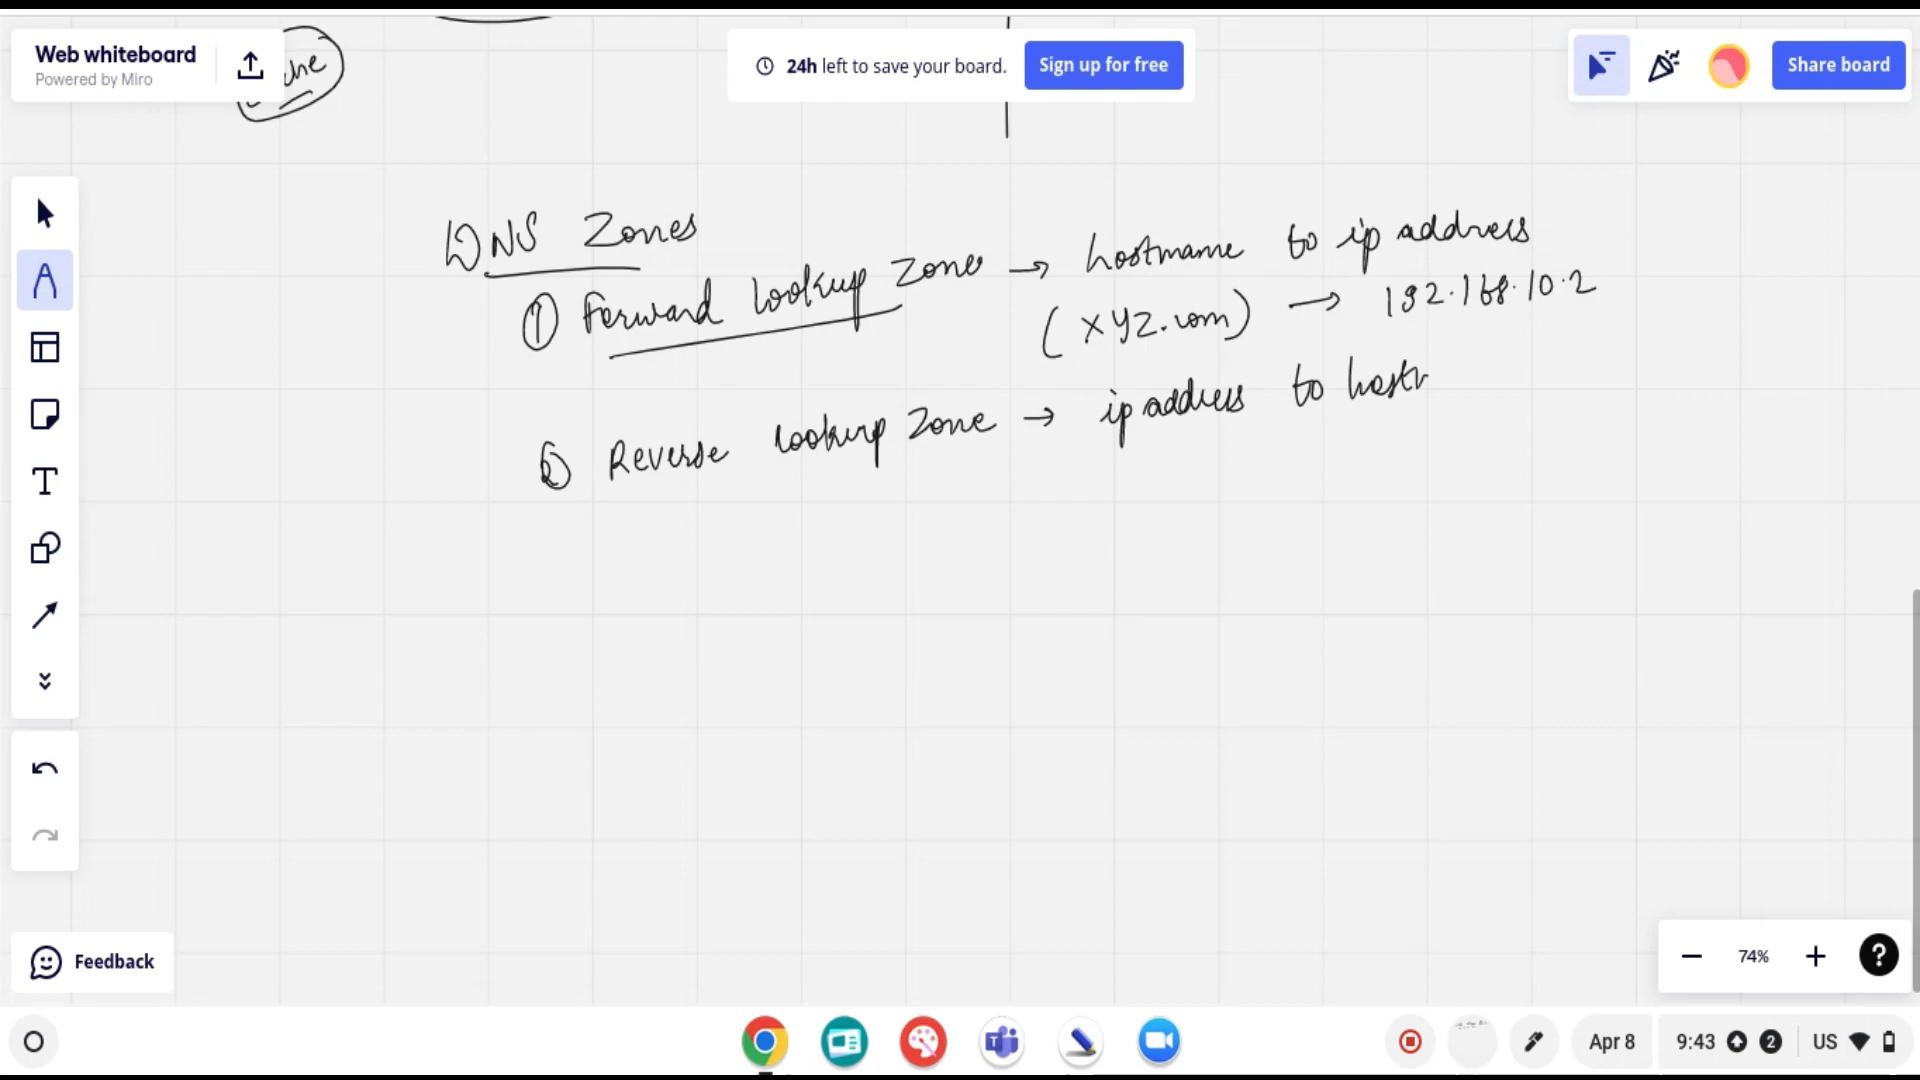 Web whiteboard
Powered by Miro
24h left to save your board.
Sign up for free
Share board
DNS Zones
① Forward lookup Zone → hostname to ip address
(XYZ.com) → 192.168.10.2
② Reverse lookup Zone → ip address to hostn
T
Feedback
− 74% + ?
Apr 8
9:43
2
US